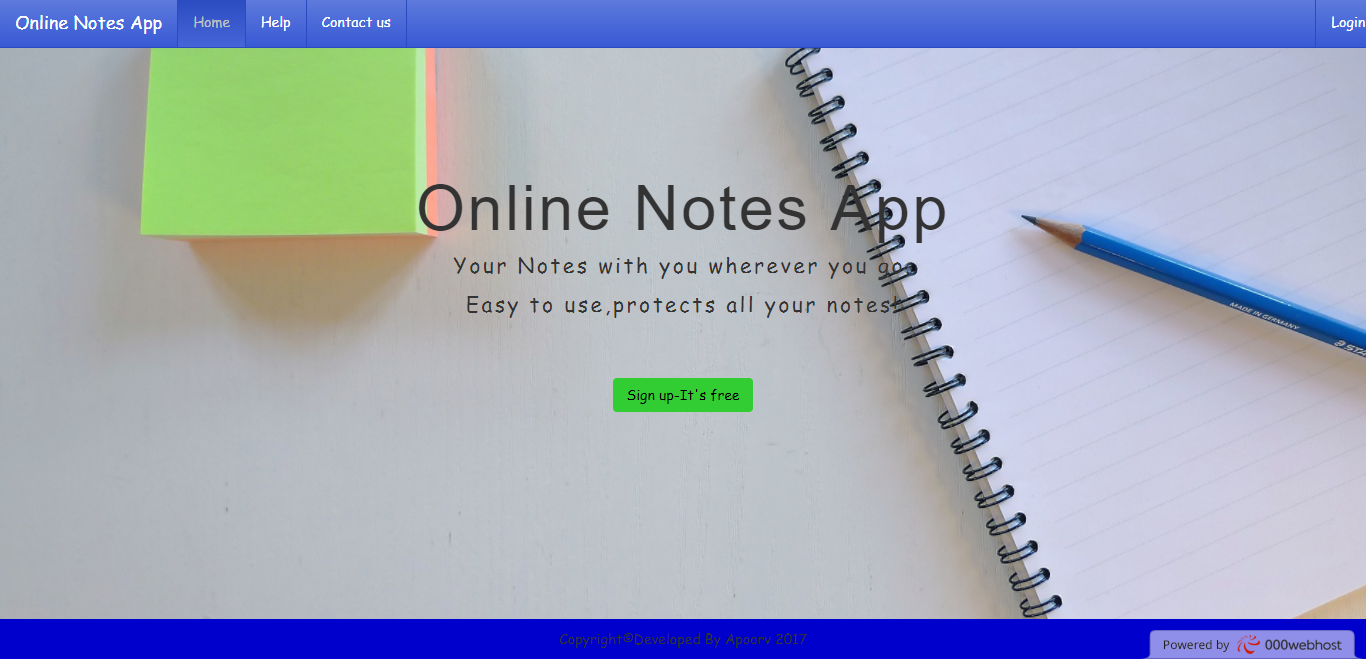 Online Notes App Home Help Contact us Login
Online Notes App
Your Notes with you wherever you go.
Easy to use,protects all your notes!
MADE IN GERMANY
Sign up-It's free
Copyright©Developed By Apoorv 2017
Powered by 000webhost